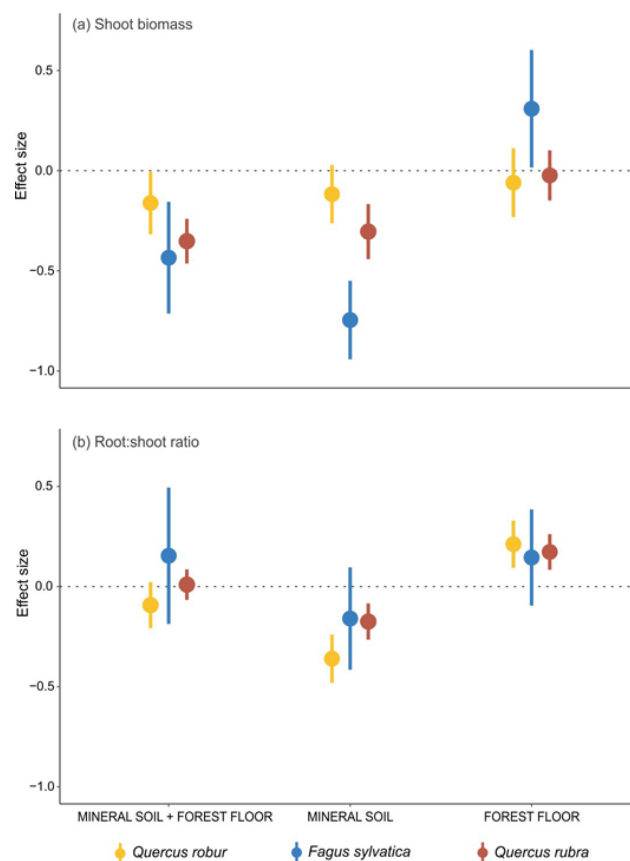 (a) Shoot biomass
0.5
0.0
−0.5
−1.0
Effect size
(b) Root:shoot ratio
0.5
0.0
−0.5
−1.0
Effect size
MINERAL SOIL + FOREST FLOOR MINERAL SOIL FOREST FLOOR
Quercus robur Fagus sylvatica Quercus rubra